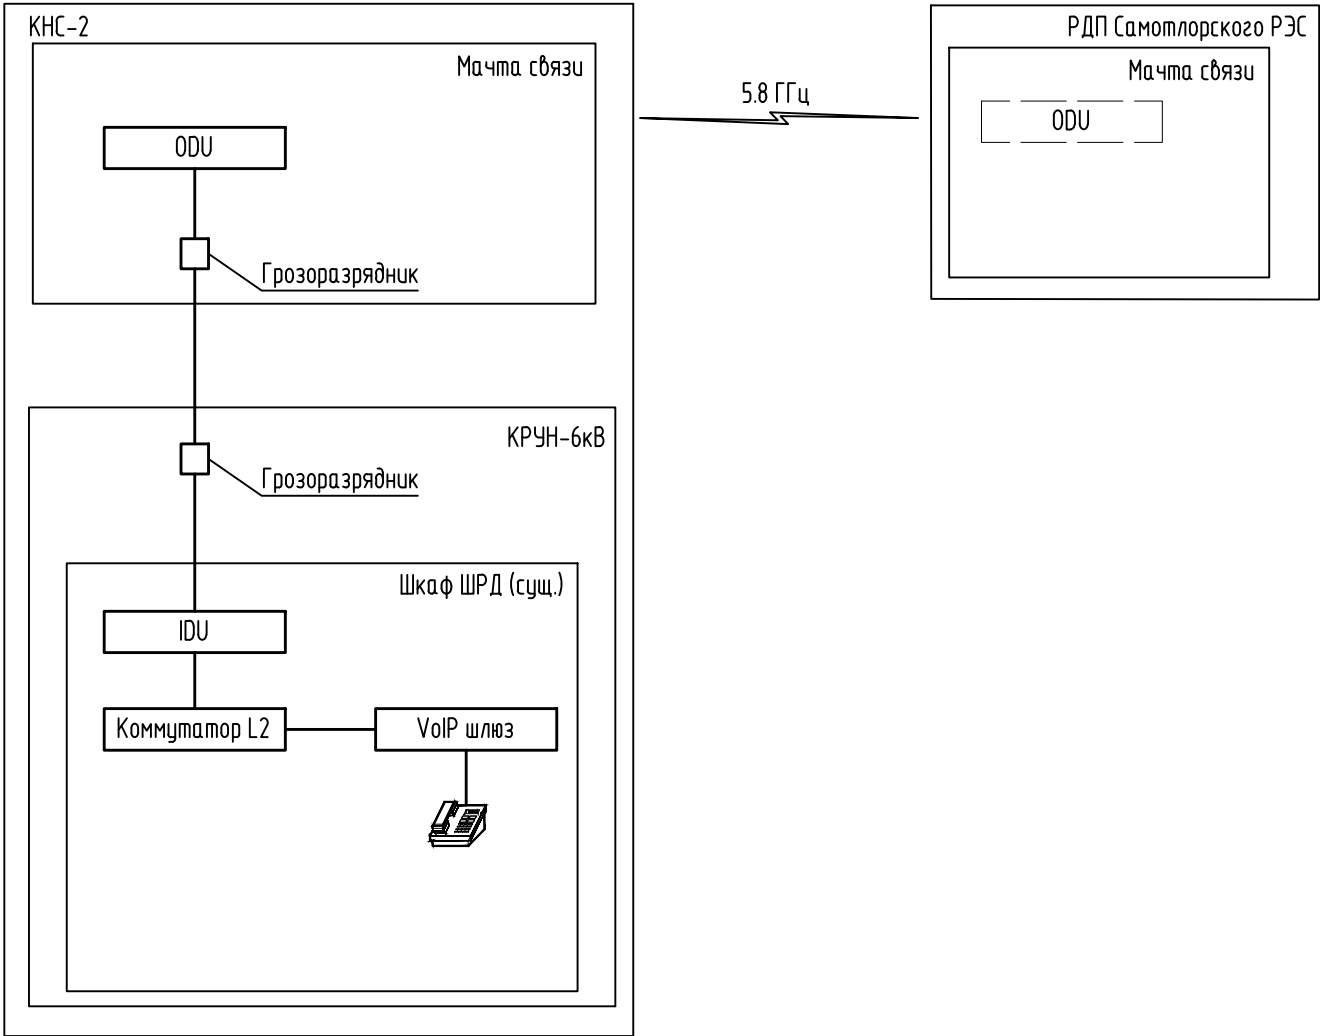 КНС-2
Мачта связи
ODU
Грозоразрядник
5.8 ГГц
РДП Самотлорского РЭС
Мачта связи
ODU
КРУН-6кВ
Грозоразрядник
Шкаф ШРД (сущ.)
IDU
Коммутатор L2
VoIP шлюз